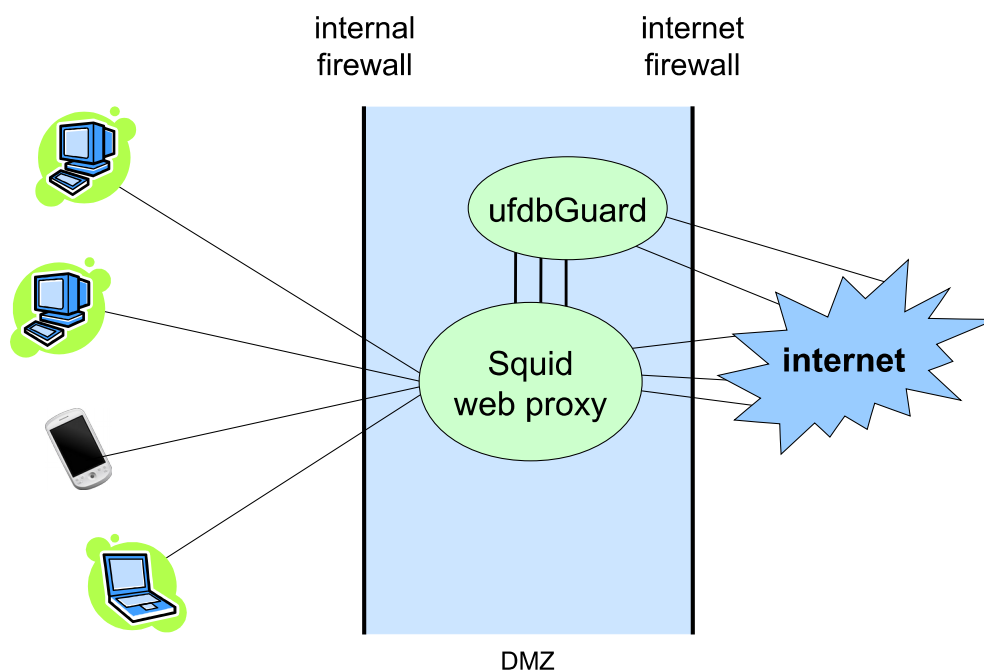 internal
firewall
internet
firewall
ufdbGuard
Squid
web proxy
internet
DMZ